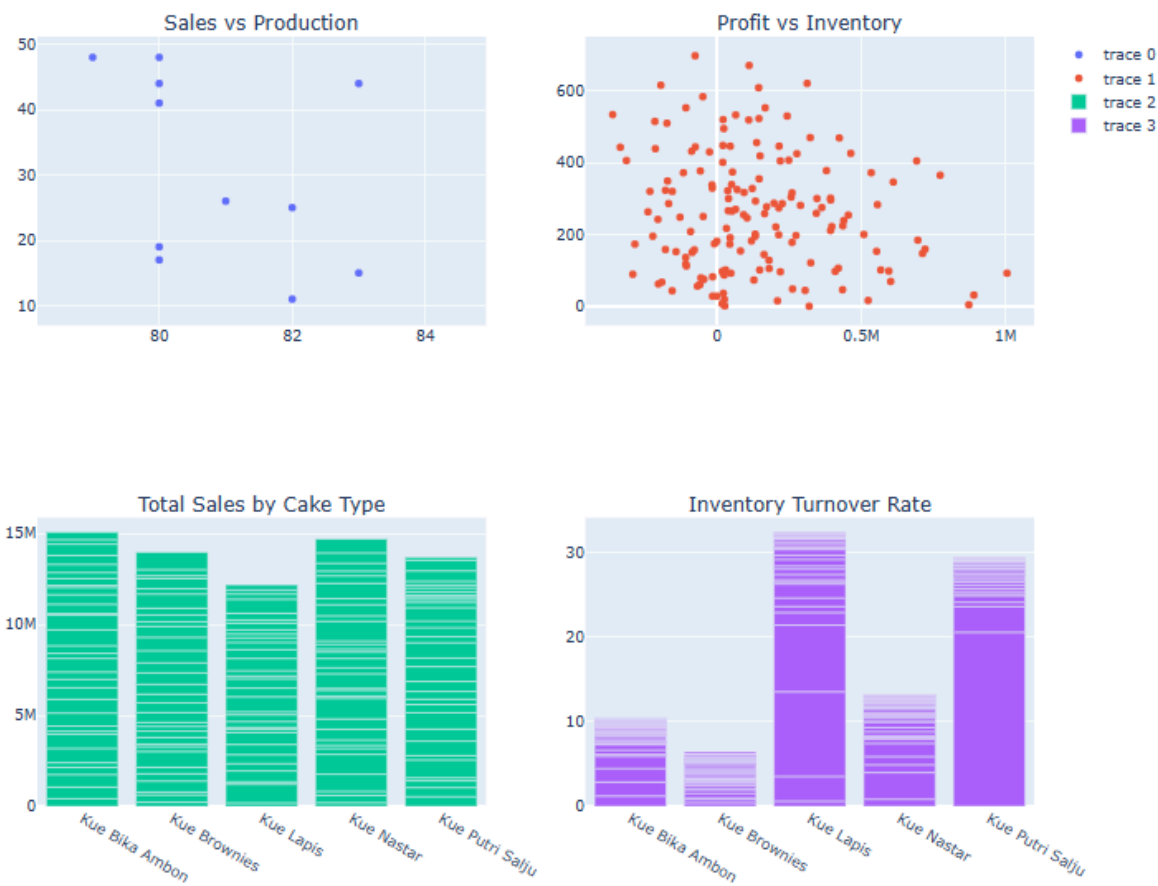 Sales vs Production
50
40
30
20
10
80
82
84
Profit vs Inventory
600
400
200
0
0
0.5M
1M
trace 0
trace 1
trace 2
trace 3
Total Sales by Cake Type
15M
10M
5M
0
Kue Bika Ambon
Kue Brownies
Kue Lapis
Kue Nastar
Kue Putri Salju
Inventory Turnover Rate
30
20
10
0
Kue Bika Ambon
Kue Brownies
Kue Lapis
Kue Nastar
Kue Putri Salju